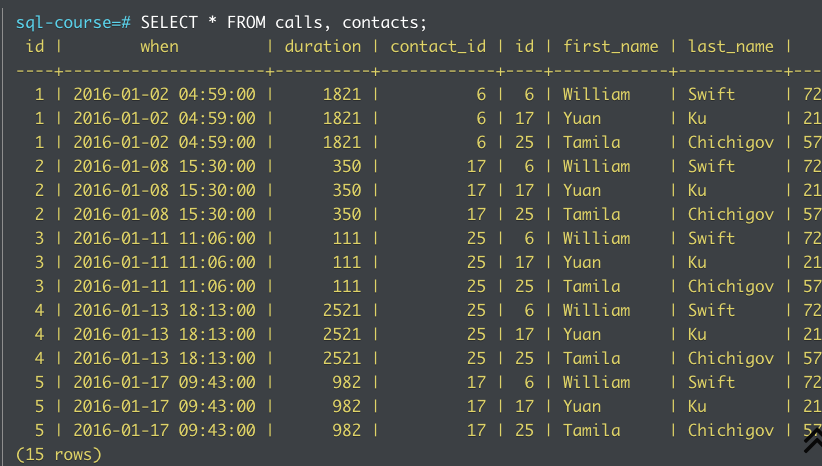 sql-course=# SELECT * FROM calls, contacts;
 id |        when         | duration | contact_id | id | first_name | last_name |
----+---------------------+----------+------------+----+------------+-----------+---
  1 | 2016-01-02 04:59:00 |     1821 |          6 |  6 | William    | Swift     | 72
  1 | 2016-01-02 04:59:00 |     1821 |          6 | 17 | Yuan       | Ku        | 21
  1 | 2016-01-02 04:59:00 |     1821 |          6 | 25 | Tamila     | Chichigov | 57
  2 | 2016-01-08 15:30:00 |      350 |         17 |  6 | William    | Swift     | 72
  2 | 2016-01-08 15:30:00 |      350 |         17 | 17 | Yuan       | Ku        | 21
  2 | 2016-01-08 15:30:00 |      350 |         17 | 25 | Tamila     | Chichigov | 57
  3 | 2016-01-11 11:06:00 |      111 |         25 |  6 | William    | Swift     | 72
  3 | 2016-01-11 11:06:00 |      111 |         25 | 17 | Yuan       | Ku        | 21
  3 | 2016-01-11 11:06:00 |      111 |         25 | 25 | Tamila     | Chichigov | 57
  4 | 2016-01-13 18:13:00 |     2521 |         25 |  6 | William    | Swift     | 72
  4 | 2016-01-13 18:13:00 |     2521 |         25 | 17 | Yuan       | Ku        | 21
  4 | 2016-01-13 18:13:00 |     2521 |         25 | 25 | Tamila     | Chichigov | 57
  5 | 2016-01-17 09:43:00 |      982 |         17 |  6 | William    | Swift     | 72
  5 | 2016-01-17 09:43:00 |      982 |         17 | 17 | Yuan       | Ku        | 21
  5 | 2016-01-17 09:43:00 |      982 |         17 | 25 | Tamila     | Chichigov | 57
(15 rows)